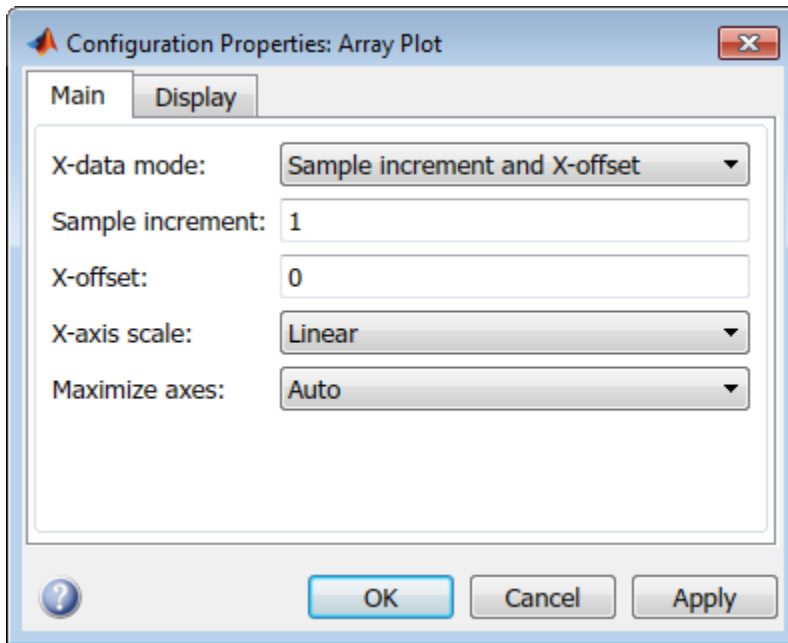 Configuration Properties: Array Plot
Main Display
X-data mode: Sample increment and X-offset
Sample increment: 1
X-offset: 0
X-axis scale: Linear
Maximize axes: Auto
? OK Cancel Apply